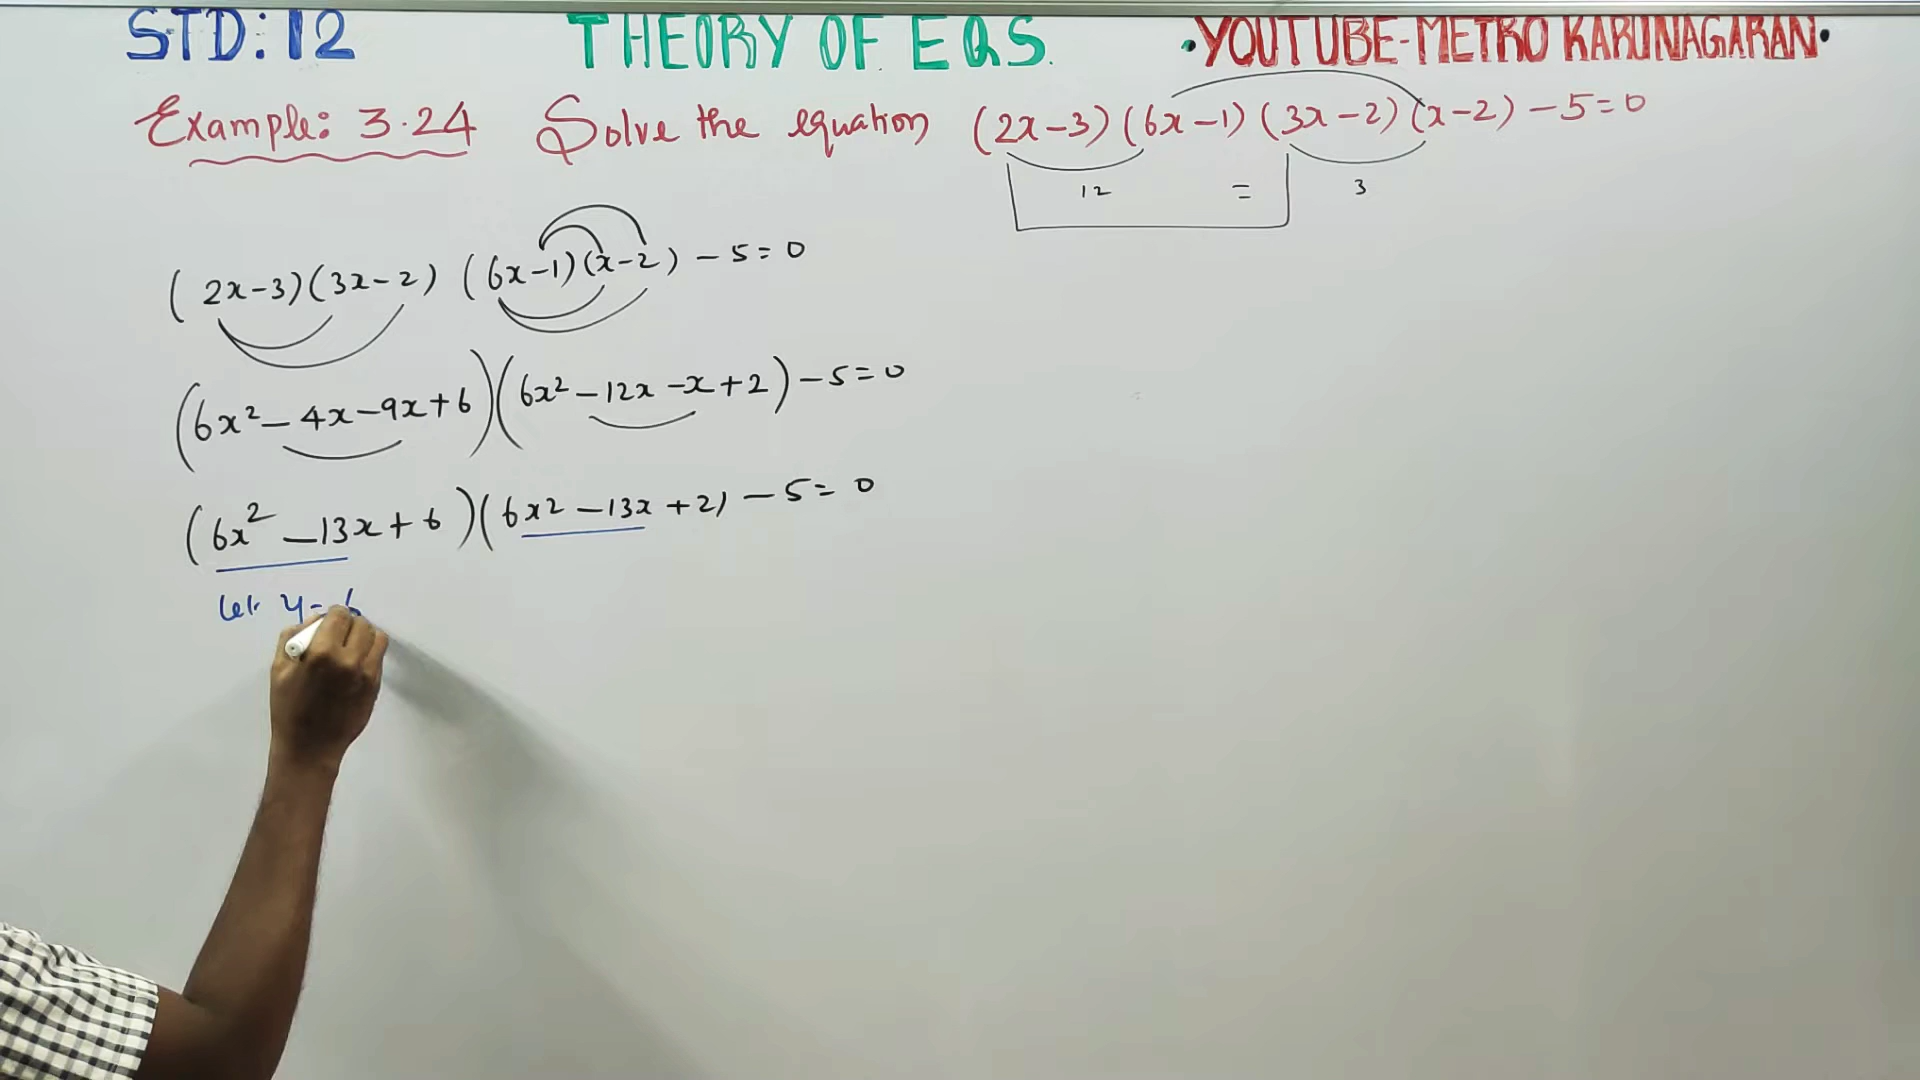 STD: 12 THEORY OF EQS. •YOUTUBE-METRO KARUNAGARAN•
Example: 3.24 Solve the equation (2x-3)(6x-1)(3x-2)(x-2)-5=0
12 = 3
(2x-3)(3x-2) (6x-1)(x-2) - 5=0
(6x²-4x-9x+6)(6x²-12x-x+2)-5=0
(6x²-13x+6)(6x²-13x+2)-5=0
let y=6